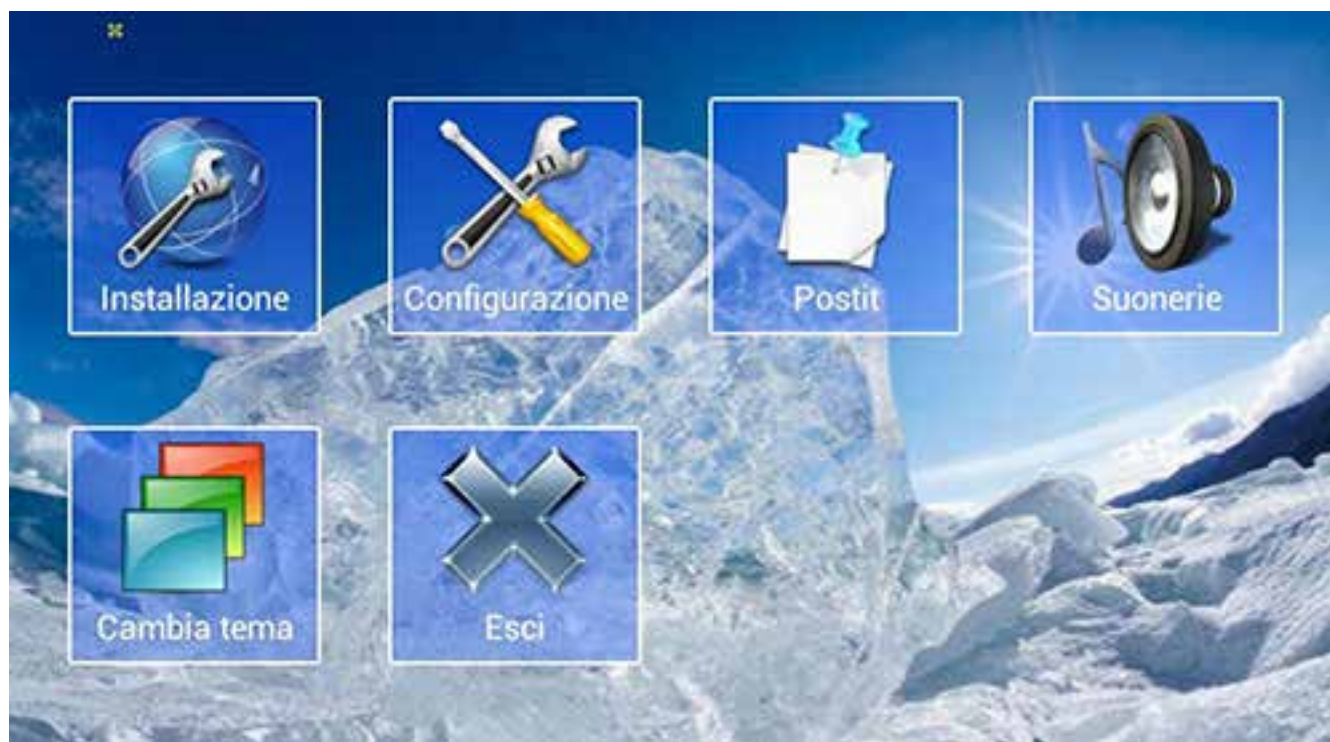 Installazione
Configurazione
Postit
Suonerie
Cambia tema
Esci